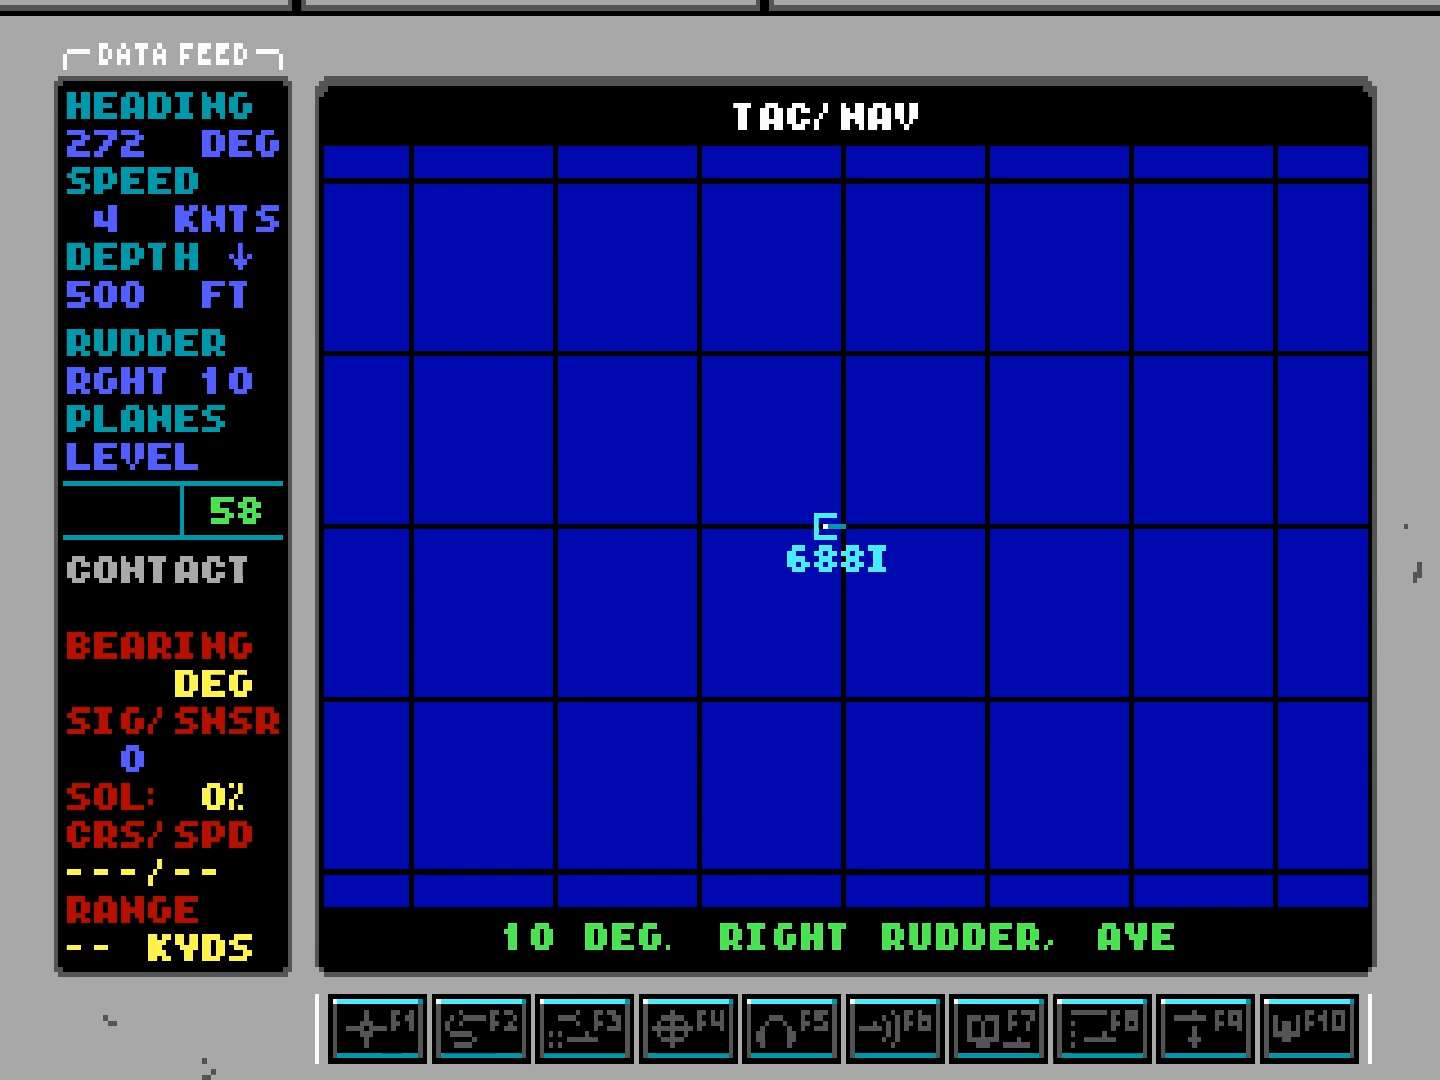 DATA FEED
HEADING
272 DEG
SPEED
4 KNTS
DEPTH ↓
500 FT
RUDDER
RGHT 10
PLANES
LEVEL
58
CONTACT
BEARING
DEG
SIG/SNSR
0
SOL: 0%
CRS/SPD
---/--
RANGE
-- KYDS
TAC/NAV
688I
10 DEG. RIGHT RUDDER, AYE
F1 F2 F3 F4 F5 F6 F7 F8 F9 F10